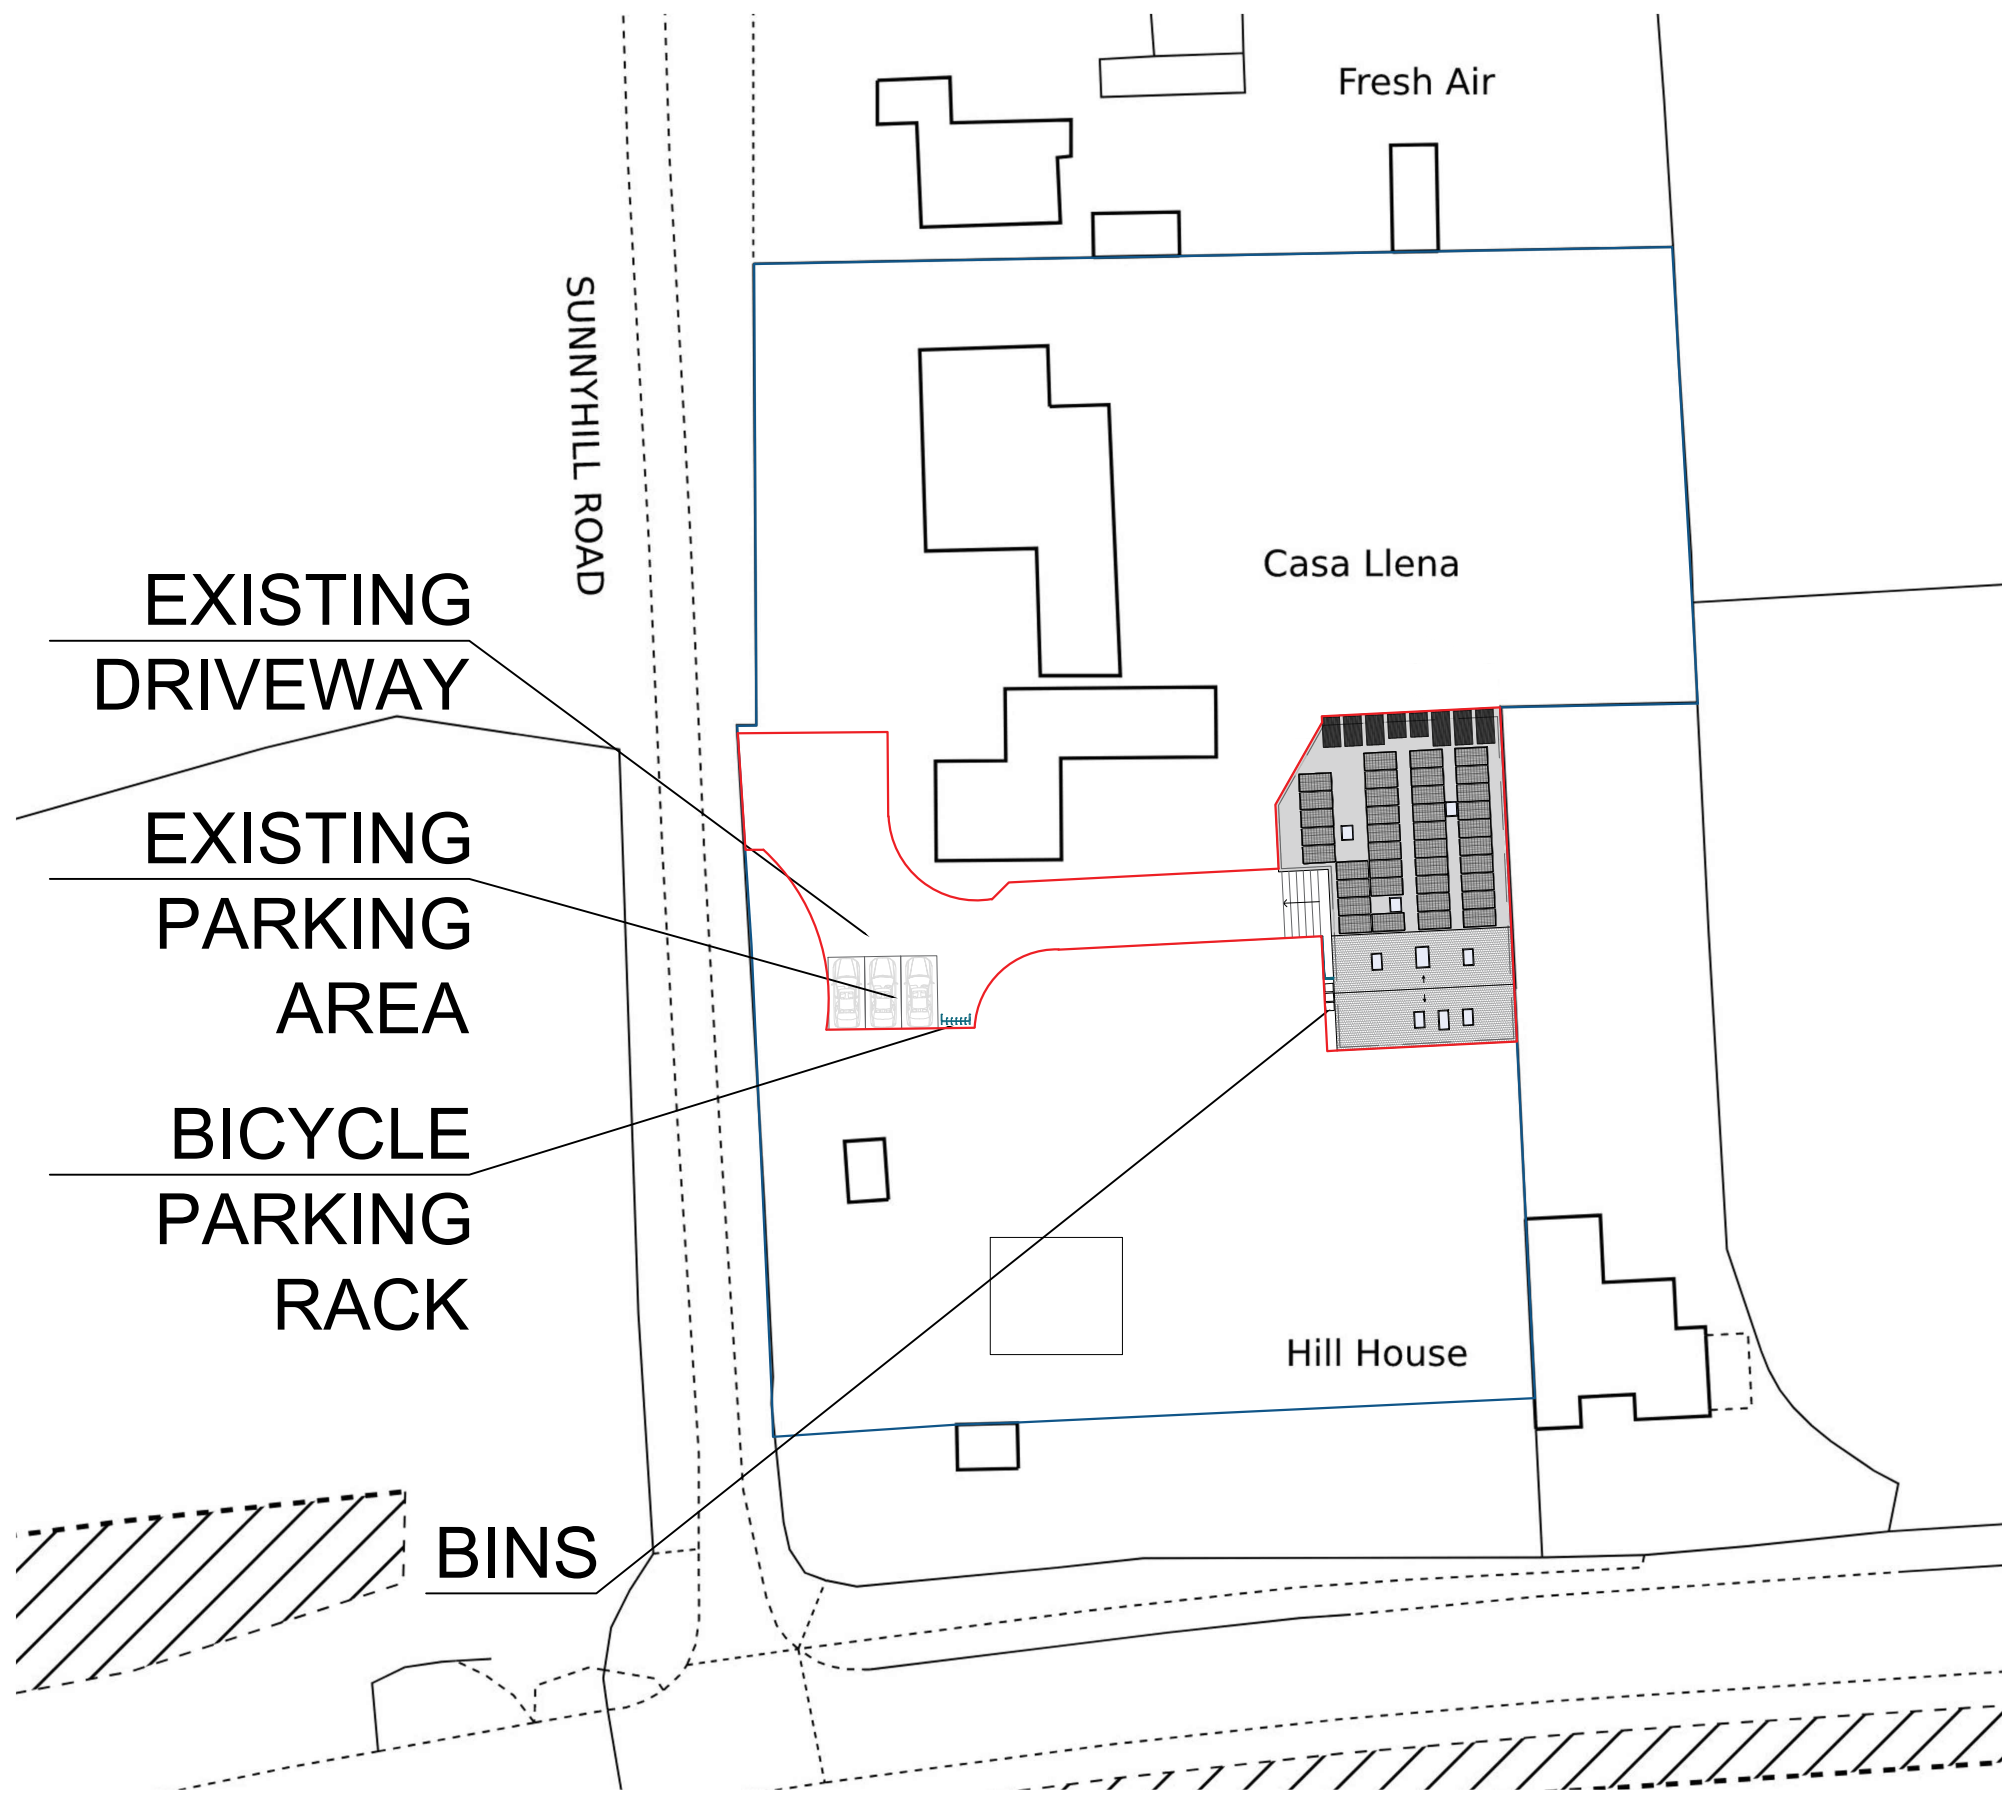 Fresh Air
SUNNYHILL ROAD
Casa Llena
EXISTING
DRIVEWAY
EXISTING
PARKING
AREA
BICYCLE
PARKING
RACK
Hill House
BINS